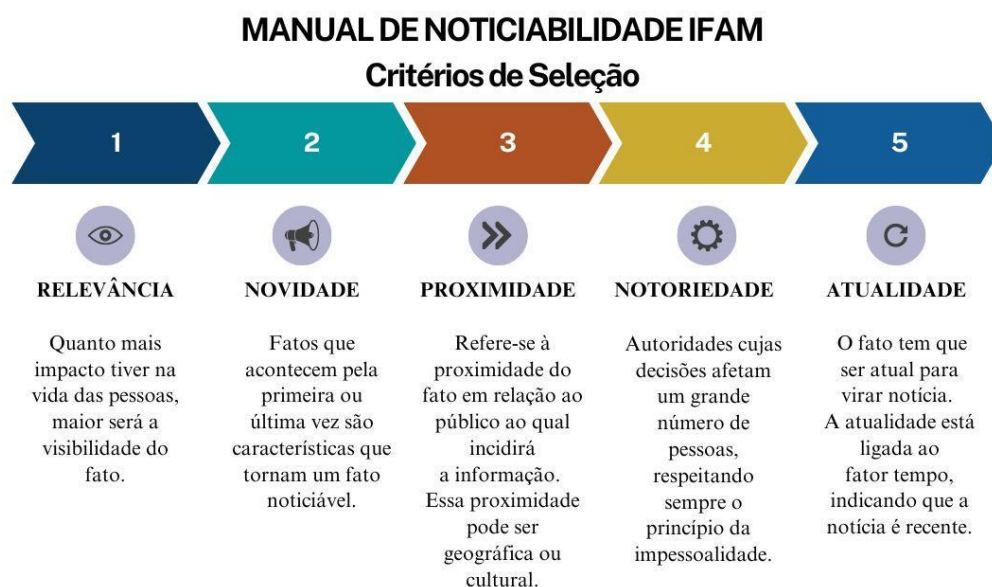 MANUAL DE NOTICIABILIDADE IFAM
Critérios de Seleção
1
2
3
4
5
RELEVÂNCIA
Quanto mais
impacto tiver na
vida das pessoas,
maior será a
visibilidade do
fato.
NOVIDADE
Fatos que
acontecem pela
primeira ou
última vez são
características que
tornam um fato
noticiável.
PROXIMIDADE
Refere-se à
proximidade do
fato em relação ao
público ao qual
incidirá
a informação.
Essa proximidade
pode ser
geográfica ou
cultural.
NOTORIEDADE
Autoridades cujas
decisões afetam
um grande
número de
pessoas,
respeitando
sempre o
princípio da
impessoalidade.
ATUALIDADE
O fato tem que
ser atual para
virar notícia.
A atualidade está
ligada ao
fator tempo,
indicando que a
notícia é recente.